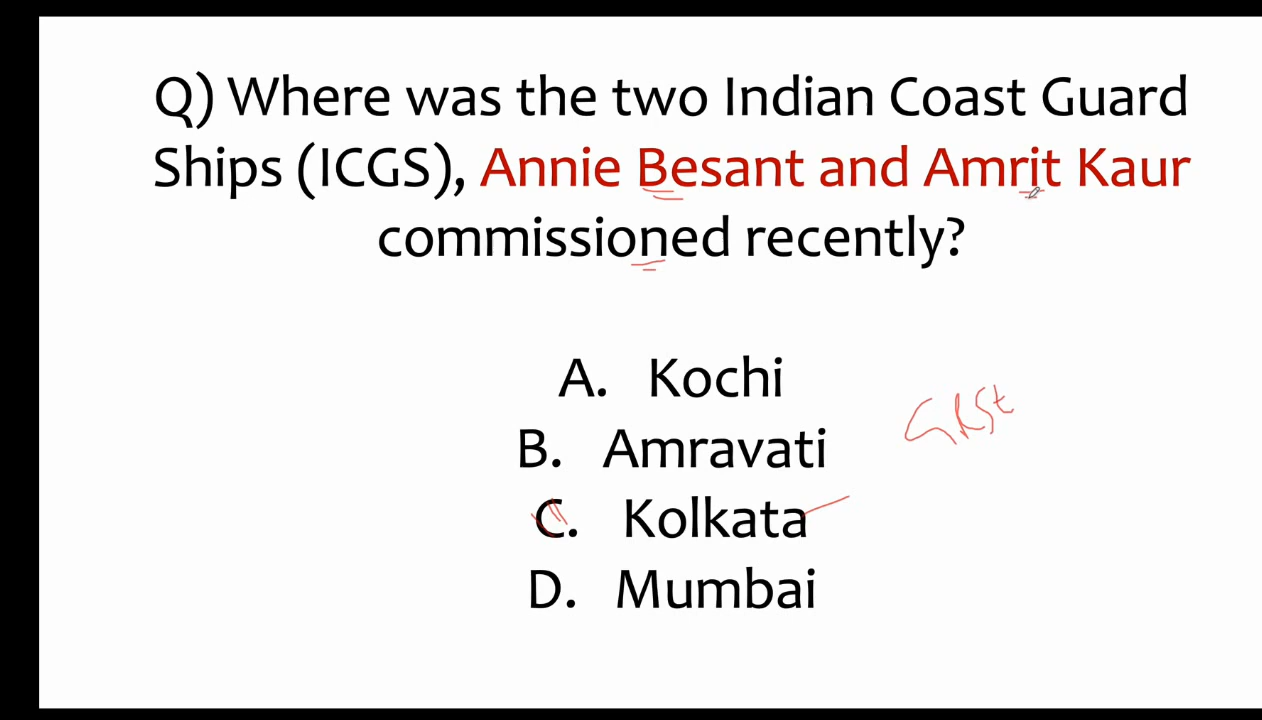 Q) Where was the two Indian Coast Guard
Ships (ICGS), Annie Besant and Amrit Kaur
commissioned recently?
A. Kochi
B. Amravati
GRSt
C. Kolkata
D. Mumbai